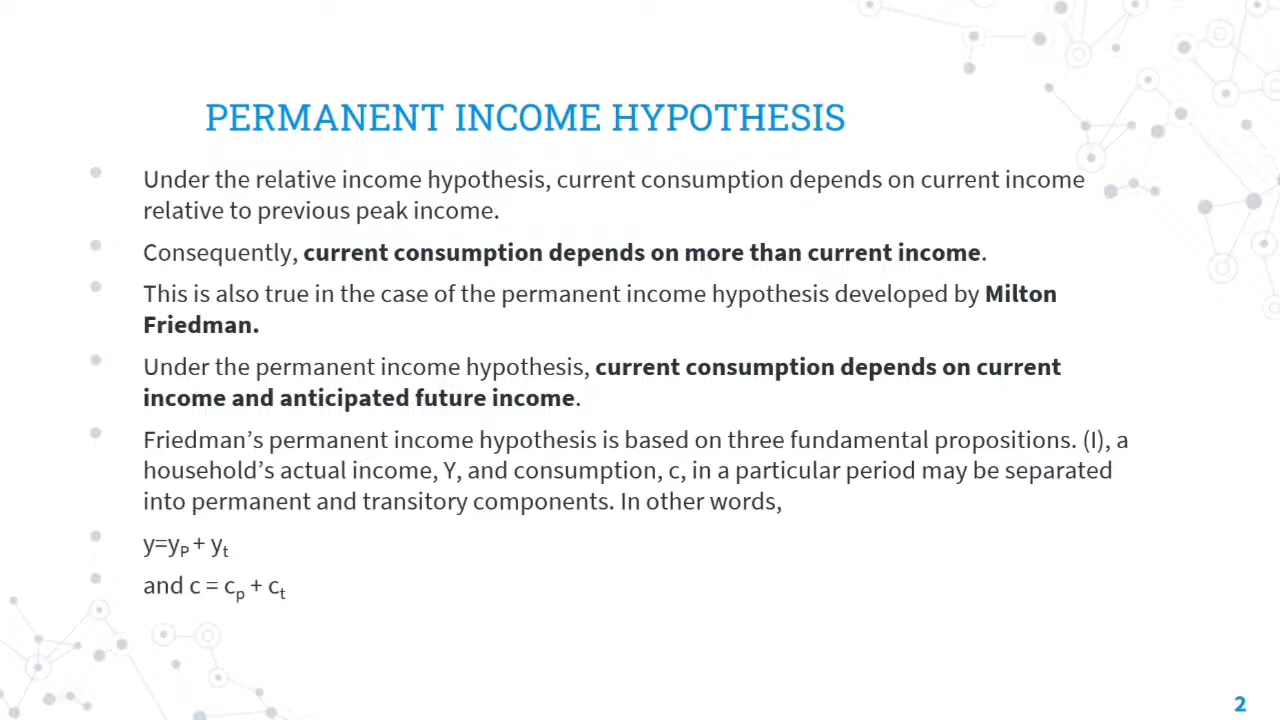 PERMANENT INCOME HYPOTHESIS
Under the relative income hypothesis, current consumption depends on current income
relative to previous peak income.
Consequently, current consumption depends on more than current income.
This is also true in the case of the permanent income hypothesis developed by Milton
Friedman.
Under the permanent income hypothesis, current consumption depends on current
income and anticipated future income.
Friedman’s permanent income hypothesis is based on three fundamental propositions. (I), a
household’s actual income, Y, and consumption, c, in a particular period may be separated
into permanent and transitory components. In other words,
y=yP + yt
and c = cp + ct
2